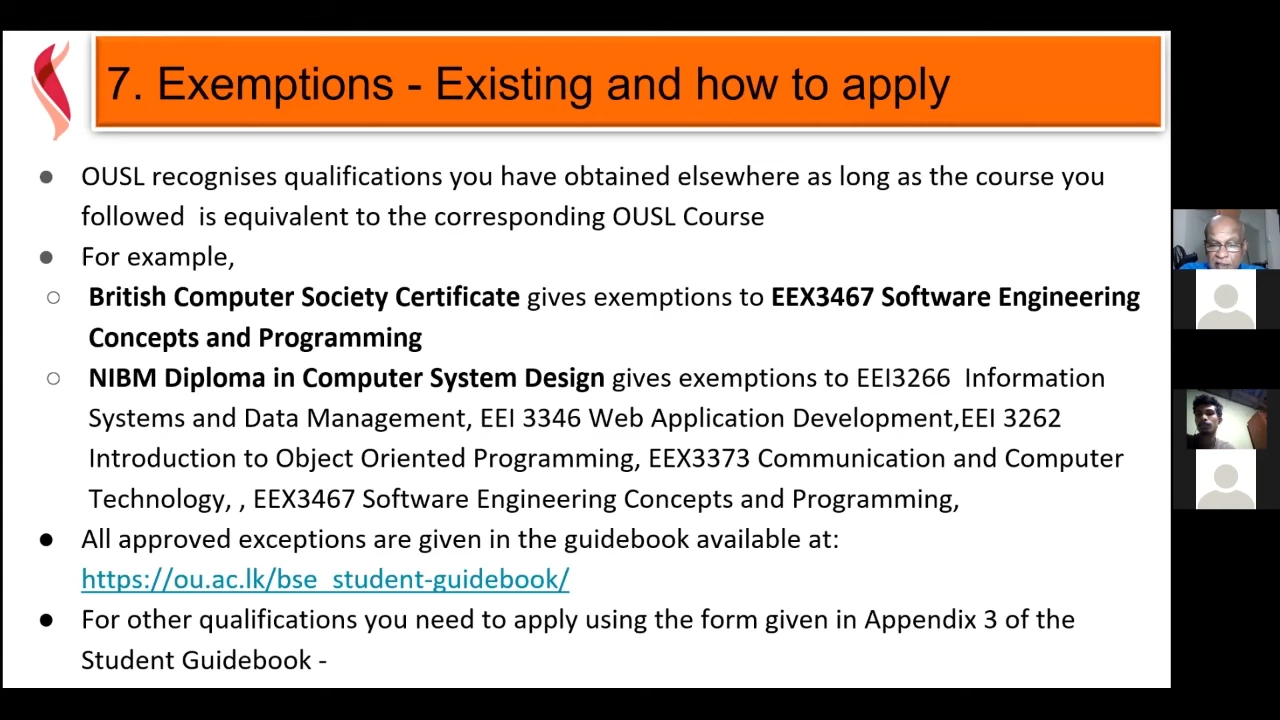 7. Exemptions - Existing and how to apply
● OUSL recognises qualifications you have obtained elsewhere as long as the course you
followed is equivalent to the corresponding OUSL Course
● For example,
○ British Computer Society Certificate gives exemptions to EEX3467 Software Engineering
Concepts and Programming
○ NIBM Diploma in Computer System Design gives exemptions to EEI3266 Information
Systems and Data Management, EEI 3346 Web Application Development,EEI 3262
Introduction to Object Oriented Programming, EEX3373 Communication and Computer
Technology, , EEX3467 Software Engineering Concepts and Programming,
● All approved exceptions are given in the guidebook available at:
https://ou.ac.lk/bse_student-guidebook/
● For other qualifications you need to apply using the form given in Appendix 3 of the
Student Guidebook -